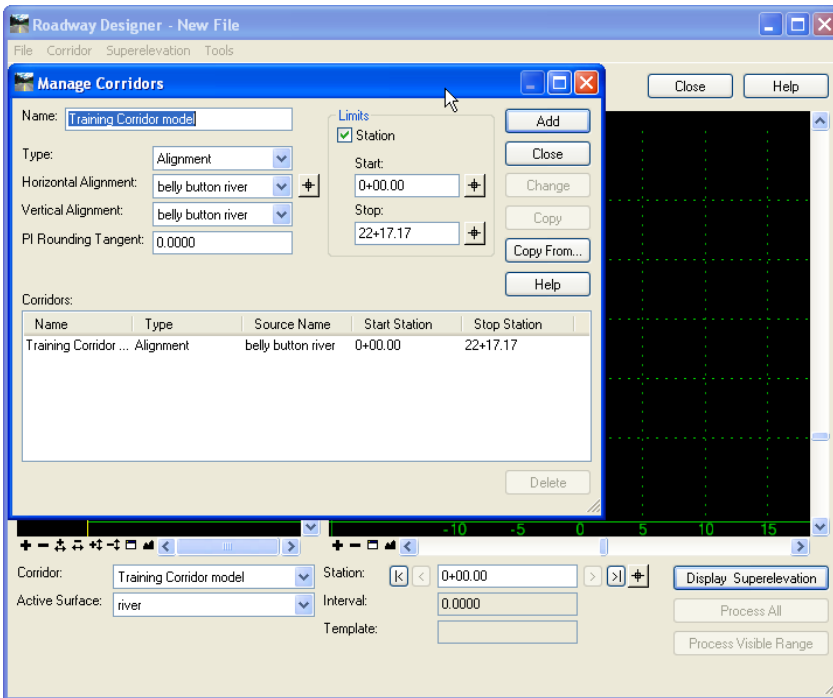 Roadway Designer - New File
File Corridor Superelevation Tools
Manage Corridors
Close Help
Name: Training Corridor model
Limits
Station
Add
Type: Alignment
Start:
Close
Horizontal Alignment: belly button river
0+00.00
Change
Vertical Alignment: belly button river
Stop:
Copy
PI Rounding Tangent: 0.0000
22+17.17
Copy From...
Help
Corridors:
Name Type Source Name Start Station Stop Station
Training Corridor ... Alignment belly button river 0+00.00 22+17.17
Delete
-10 -5 0 5 10 15
Corridor: Training Corridor model Station: 0+00.00 Display Superelevation
Active Surface: river Interval: 0.0000 Process All
Template: Process Visible Range